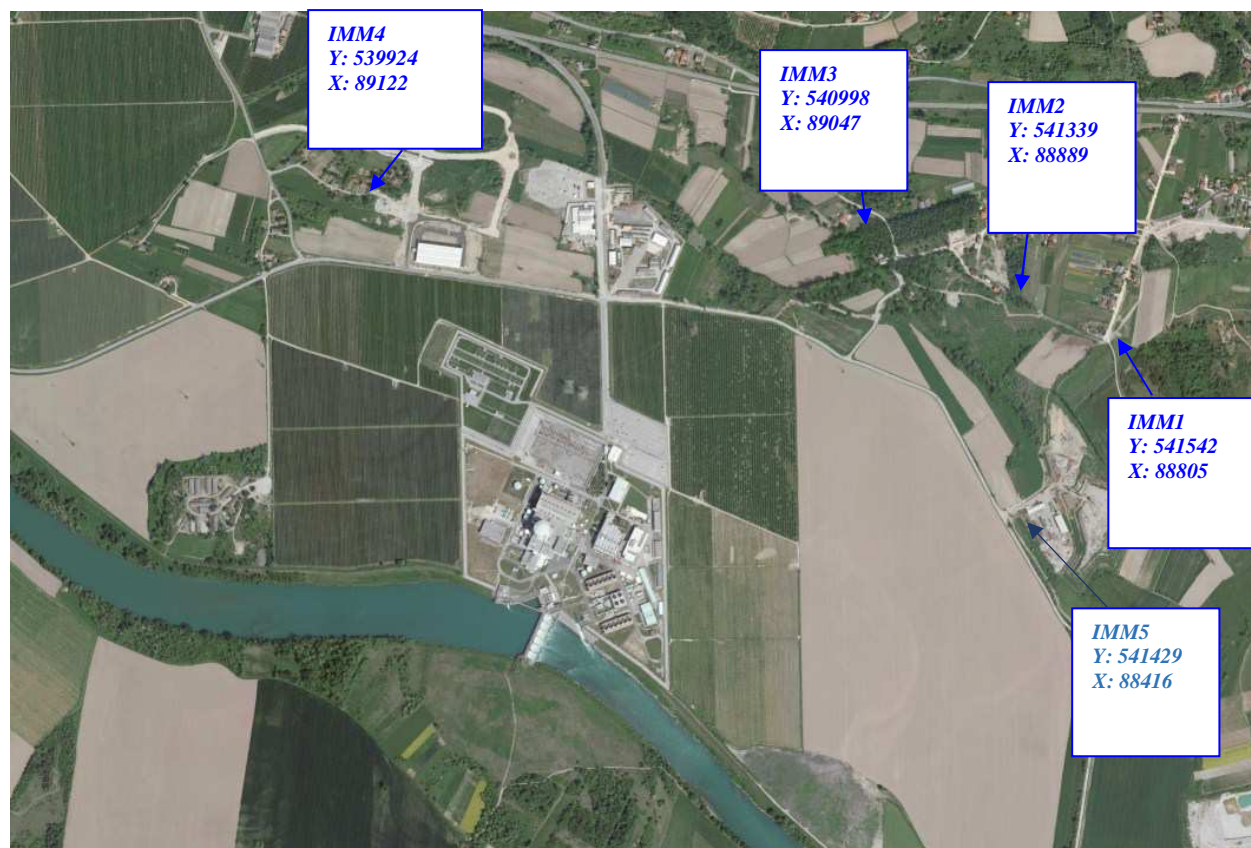 IMM4
Y: 539924
X: 89122
IMM3
Y: 540998
X: 89047
IMM2
Y: 541339
X: 88889
IMM1
Y: 541542
X: 88805
IMM5
Y: 541429
X: 88416